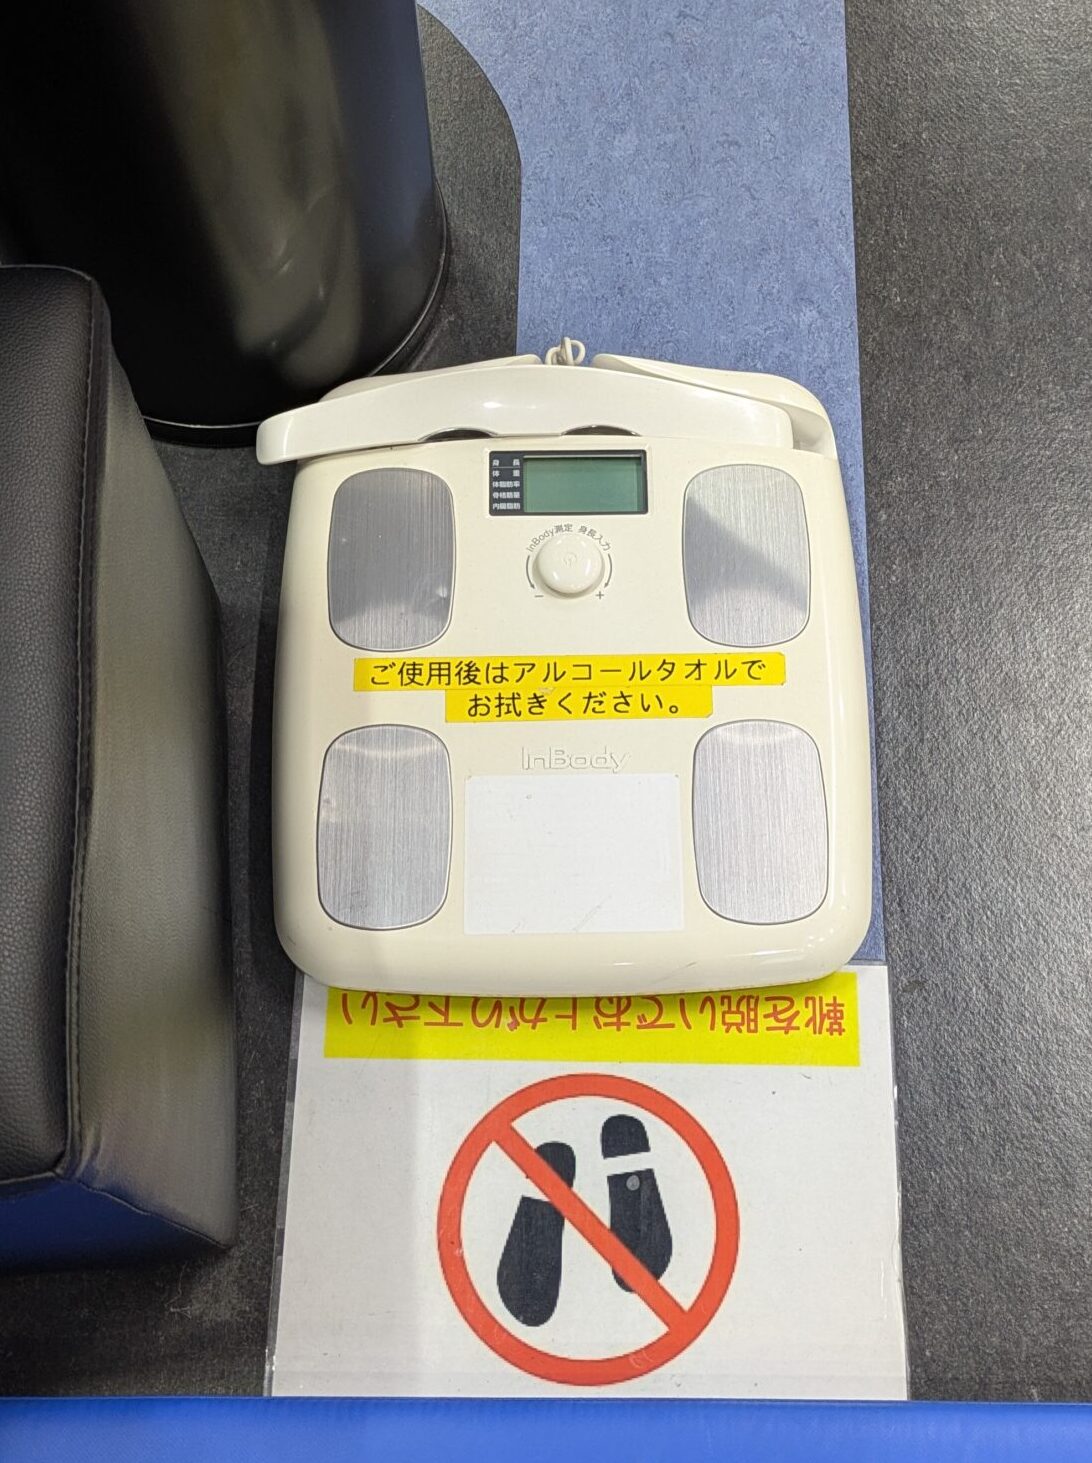 身長
体重
体脂肪率
骨格筋量
内臓脂肪
InBody測定 身長入力
− +
ご使用後はアルコールタオルで
お拭きください。
InBody
靴を脱いでお上がり下さい